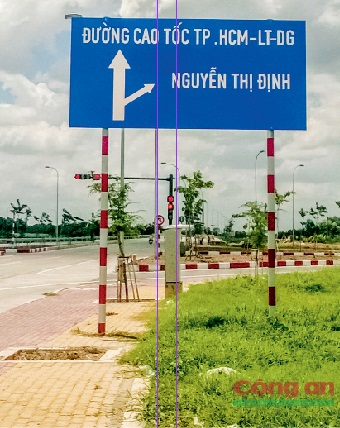 ĐƯỜNG CAO TỐC TP.HCM-LT-DG
NGUYỄN THỊ ĐỊNH
Công an